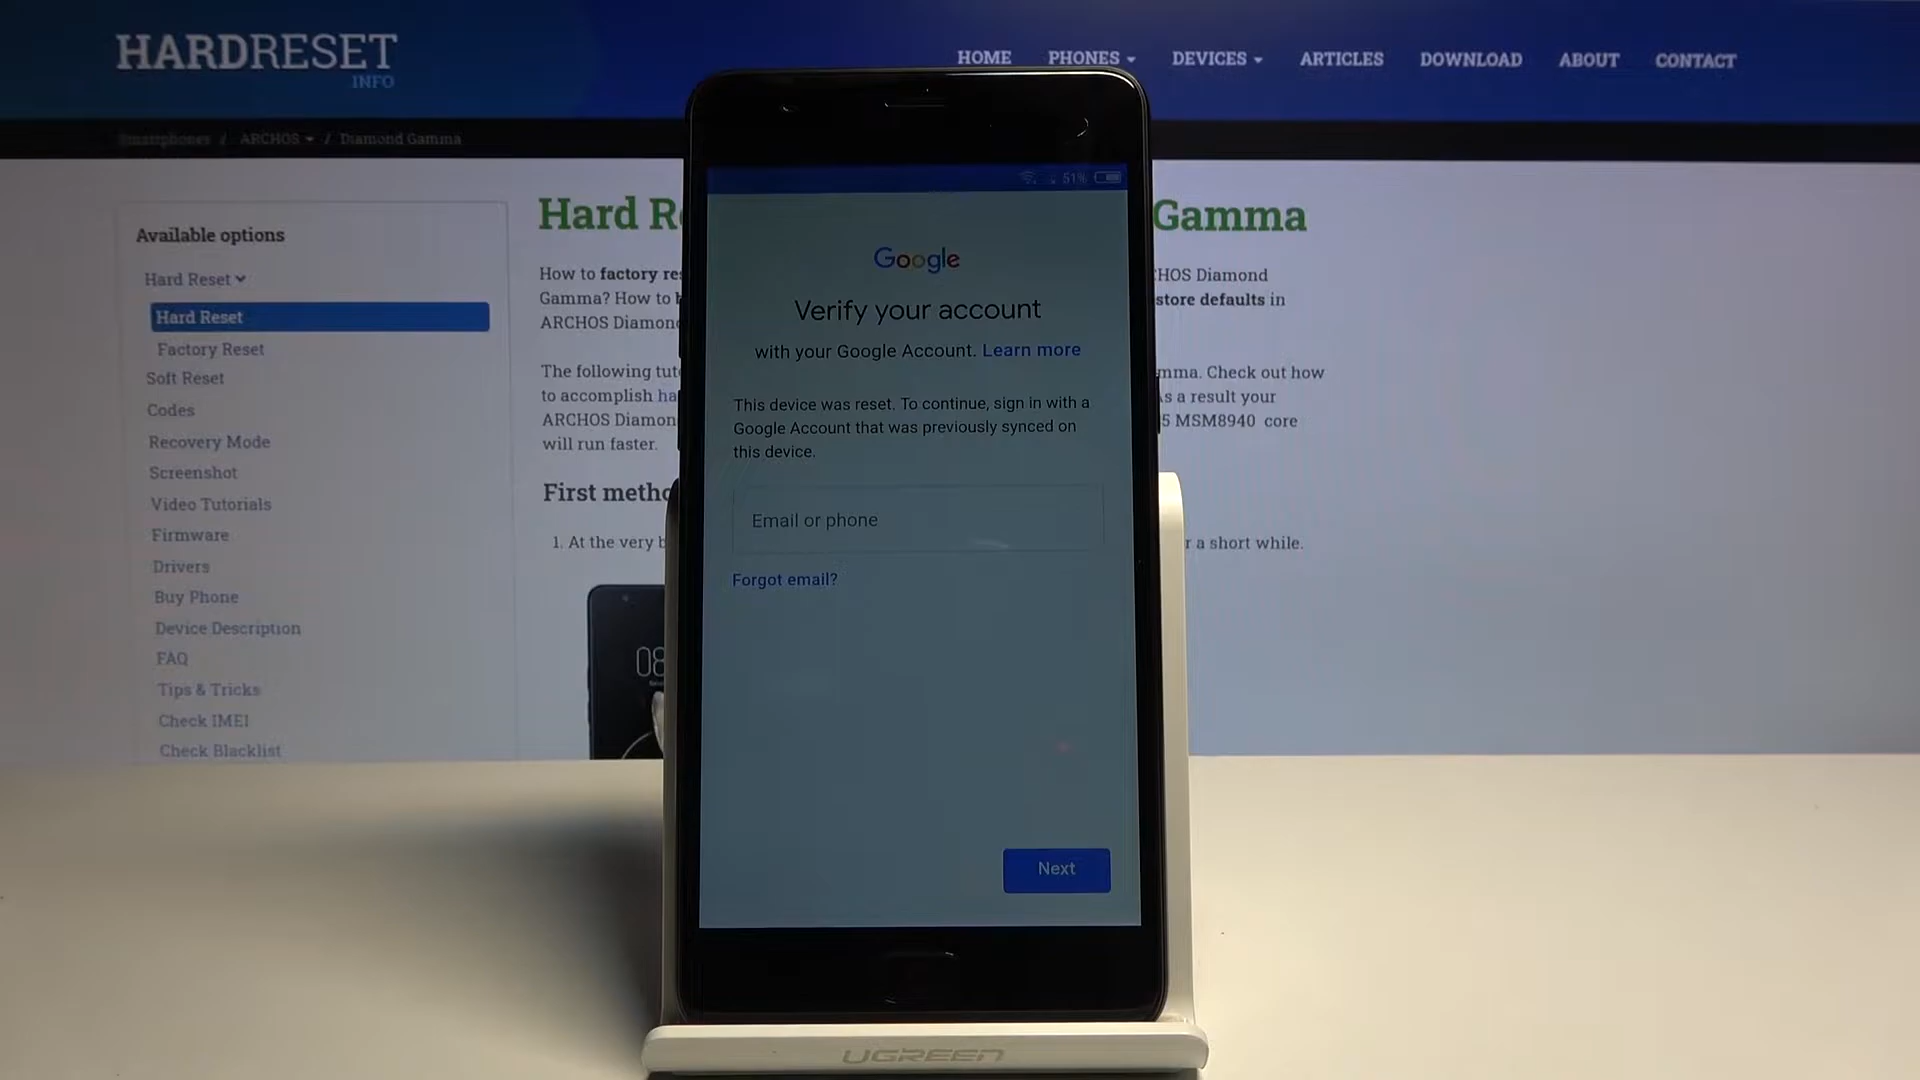 HARDRESET
INFO
HOME PHONES DEVICES ARTICLES DOWNLOAD ABOUT CONTACT
Smartphones / ARCHOS / Diamond Gamma
Available options
Hard Reset
Hard Reset
Factory Reset
Soft Reset
Codes
Recovery Mode
Screenshot
Video Tutorials
Firmware
Drivers
Buy Phone
Device Description
FAQ
Tips & Tricks
Check IMEI
Check Blacklist
Hard R
Gamma
How to factory re
HOS Diamond
Gamma? How to
store defaults in
ARCHOS Diamon
The following tut
mma. Check out how
to accomplish ha
s a result your
ARCHOS Diamon
5 MSM8940 core
will run faster.
First metho
1. At the very b
r a short while.
08
51%
Google
Verify your account
with your Google Account. Learn more
This device was reset. To continue, sign in with a
Google Account that was previously synced on
this device.
Email or phone
Forgot email?
Next
UGREEN